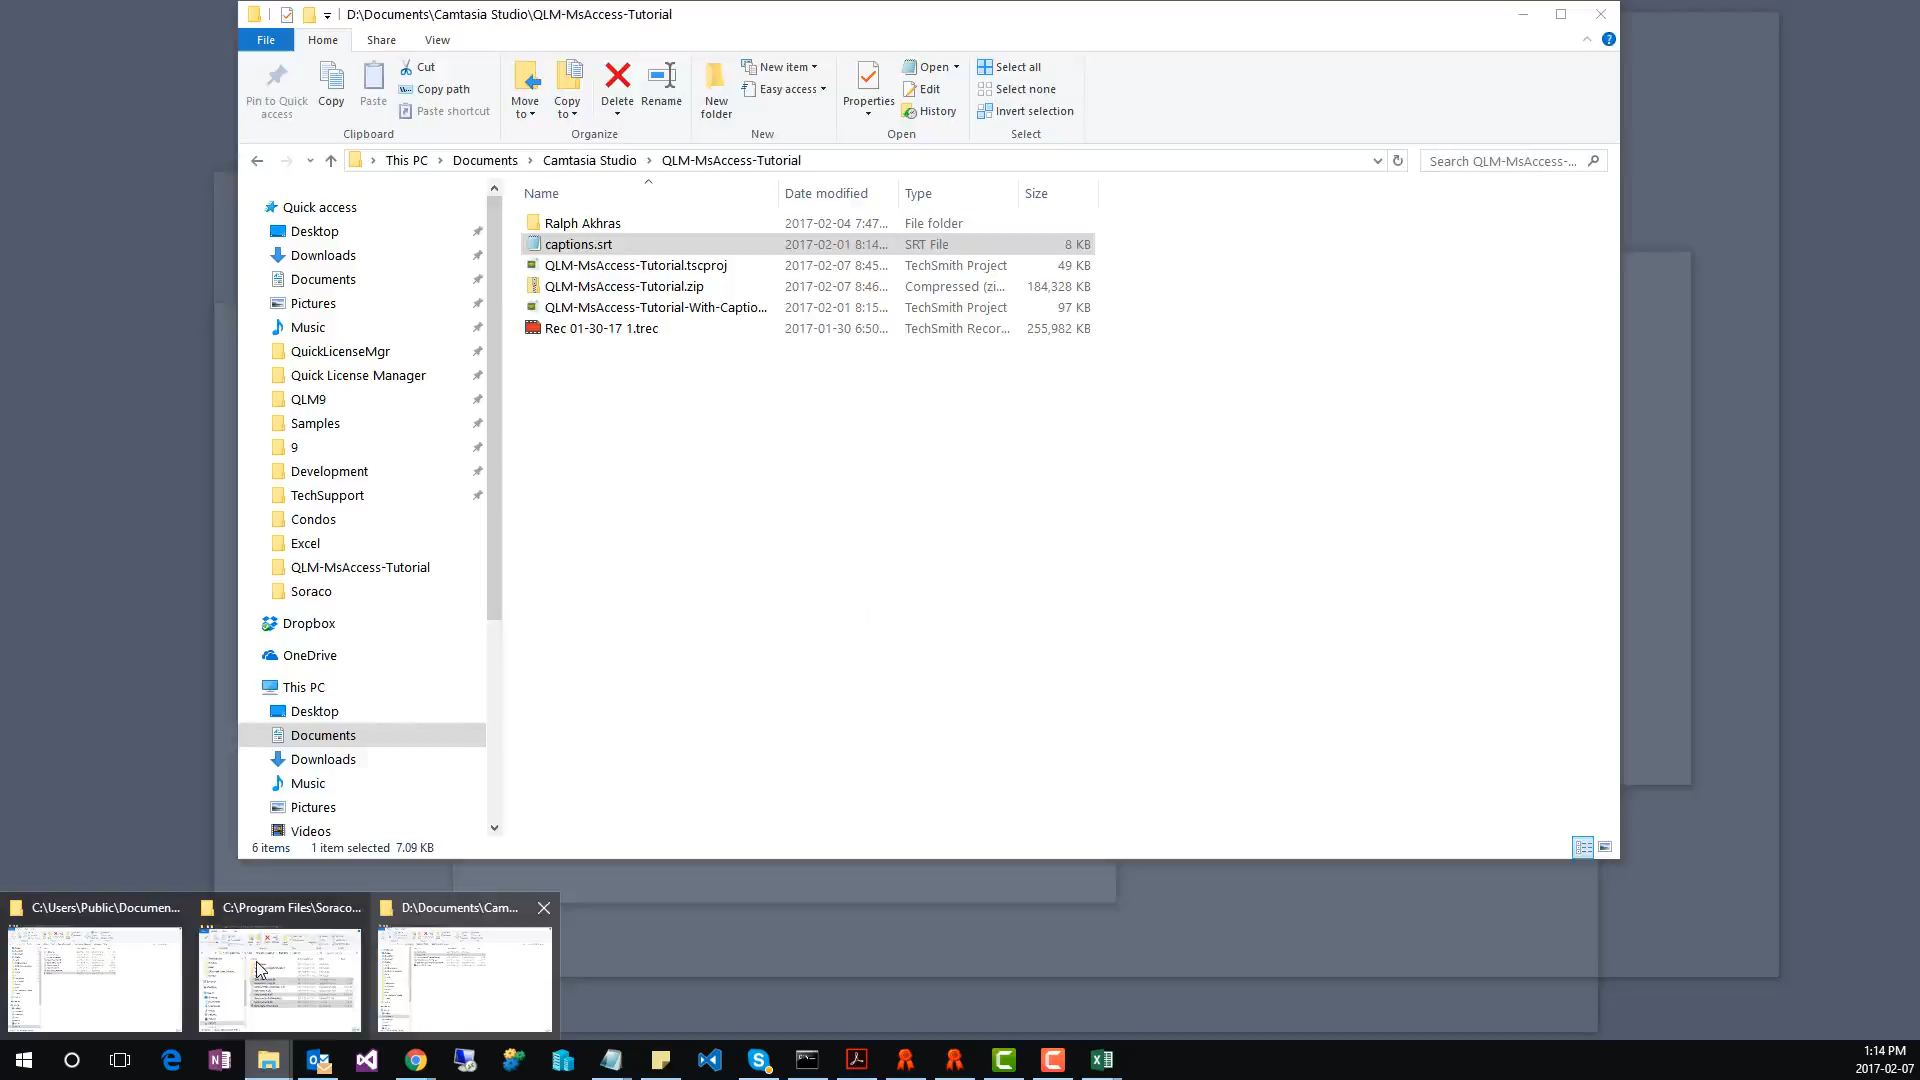 D:\Documents\Camtasia Studio\QLM-MsAccess-Tutorial
File Home Share View
Pin to Quick access
Copy
Paste
Cut
Copy path
Paste shortcut
Clipboard
Move to
Copy to
Delete
Rename
Organize
New folder
New item
Easy access
New
Properties
Open
Edit
History
Open
Select all
Select none
Invert selection
Select
This PC > Documents > Camtasia Studio > QLM-MsAccess-Tutorial
Search QLM-MsAccess-...
Quick access
Desktop
Downloads
Documents
Pictures
Music
QuickLicenseMgr
Quick License Manager
QLM9
Samples
9
Development
TechSupport
Condos
Excel
QLM-MsAccess-Tutorial
Soraco
Dropbox
OneDrive
This PC
Desktop
Documents
Downloads
Music
Pictures
Videos
Name Date modified Type Size
Ralph Akhras 2017-02-04 7:47... File folder
captions.srt 2017-02-01 8:14... SRT File 8 KB
QLM-MsAccess-Tutorial.tscproj 2017-02-07 8:45... TechSmith Project 49 KB
QLM-MsAccess-Tutorial.zip 2017-02-07 8:46... Compressed (zi... 184,328 KB
QLM-MsAccess-Tutorial-With-Captio... 2017-02-01 8:15... TechSmith Project 97 KB
Rec 01-30-17 1.trec 2017-01-30 6:50... TechSmith Recor... 255,982 KB
6 items 1 item selected 7.09 KB
C:\Users\Public\Documen...
C:\Program Files\Soraco...
D:\Documents\Cam...
1:14 PM
2017-02-07